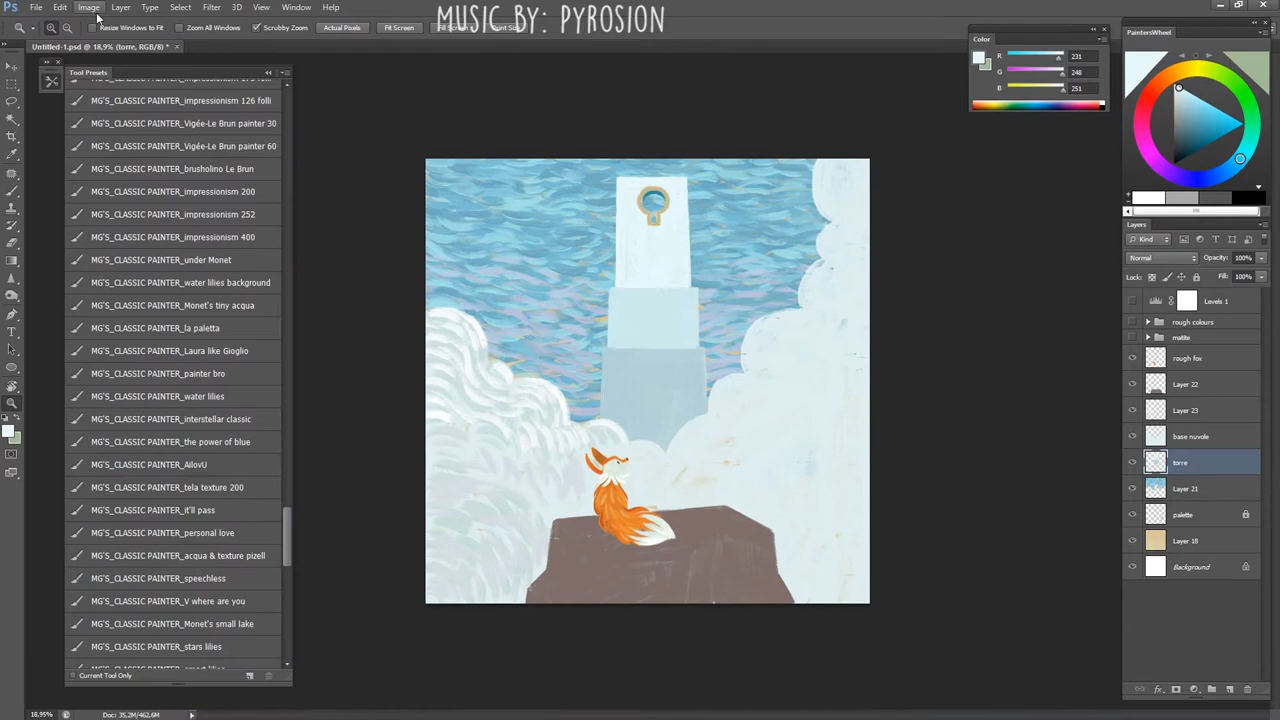 Ps File Edit Image Layer Type Select Filter 3D View Window Help
MUSIC BY: PYROSION
Resize Windows to Fit Zoom All Windows Scrubby Zoom Actual Pixels Fit Screen
Untitled-1.psd @ 18,9% (torre, RGB/8) *
Tool Presets
MG'S_CLASSIC PAINTER_impressionism 126 folli
MG'S_CLASSIC PAINTER_Vigée-Le Brun painter 30
MG'S_CLASSIC PAINTER_Vigée-Le Brun painter 60
MG'S_CLASSIC PAINTER_brusholino Le Brun
MG'S_CLASSIC PAINTER_impressionism 200
MG'S_CLASSIC PAINTER_impressionism 252
MG'S_CLASSIC PAINTER_impressionism 400
MG'S_CLASSIC PAINTER_under Monet
MG'S_CLASSIC PAINTER_water lilies background
MG'S_CLASSIC PAINTER_Monet's tiny acqua
MG'S_CLASSIC PAINTER_la paletta
MG'S_CLASSIC PAINTER_Laura like Gioglio
MG'S_CLASSIC PAINTER_painter bro
MG'S_CLASSIC PAINTER_water lilies
MG'S_CLASSIC PAINTER_interstellar classic
MG'S_CLASSIC PAINTER_the power of blue
MG'S_CLASSIC PAINTER_AilovU
MG'S_CLASSIC PAINTER_tela texture 200
MG'S_CLASSIC PAINTER_it'll pass
MG'S_CLASSIC PAINTER_personal love
MG'S_CLASSIC PAINTER_acqua & texture pizell
MG'S_CLASSIC PAINTER_speechless
MG'S_CLASSIC PAINTER_V where are you
MG'S_CLASSIC PAINTER_Monet's small lake
MG'S_CLASSIC PAINTER_stars lilies
Current Tool Only
18,95% Doc: 35,2M/462,6M
Color
R 231
G 248
B 251
PaintersWheel
Layers
Kind
Normal Opacity: 100%
Lock: Fill: 100%
Levels 1
rough colours
matite
rough fox
Layer 22
Layer 23
base nuvole
torre
Layer 21
palette
Layer 18
Background